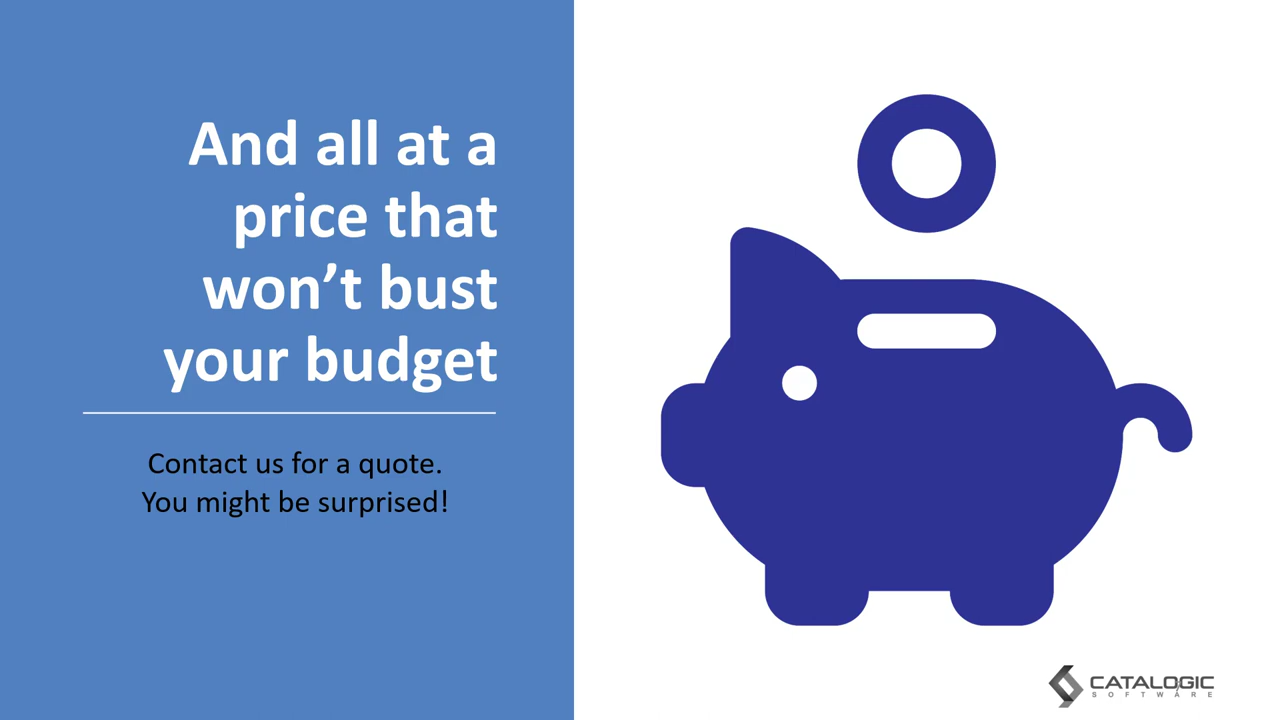 And all at a
price that
won’t bust
your budget
Contact us for a quote.
You might be surprised!
CATALOGIC
SOFTWARE